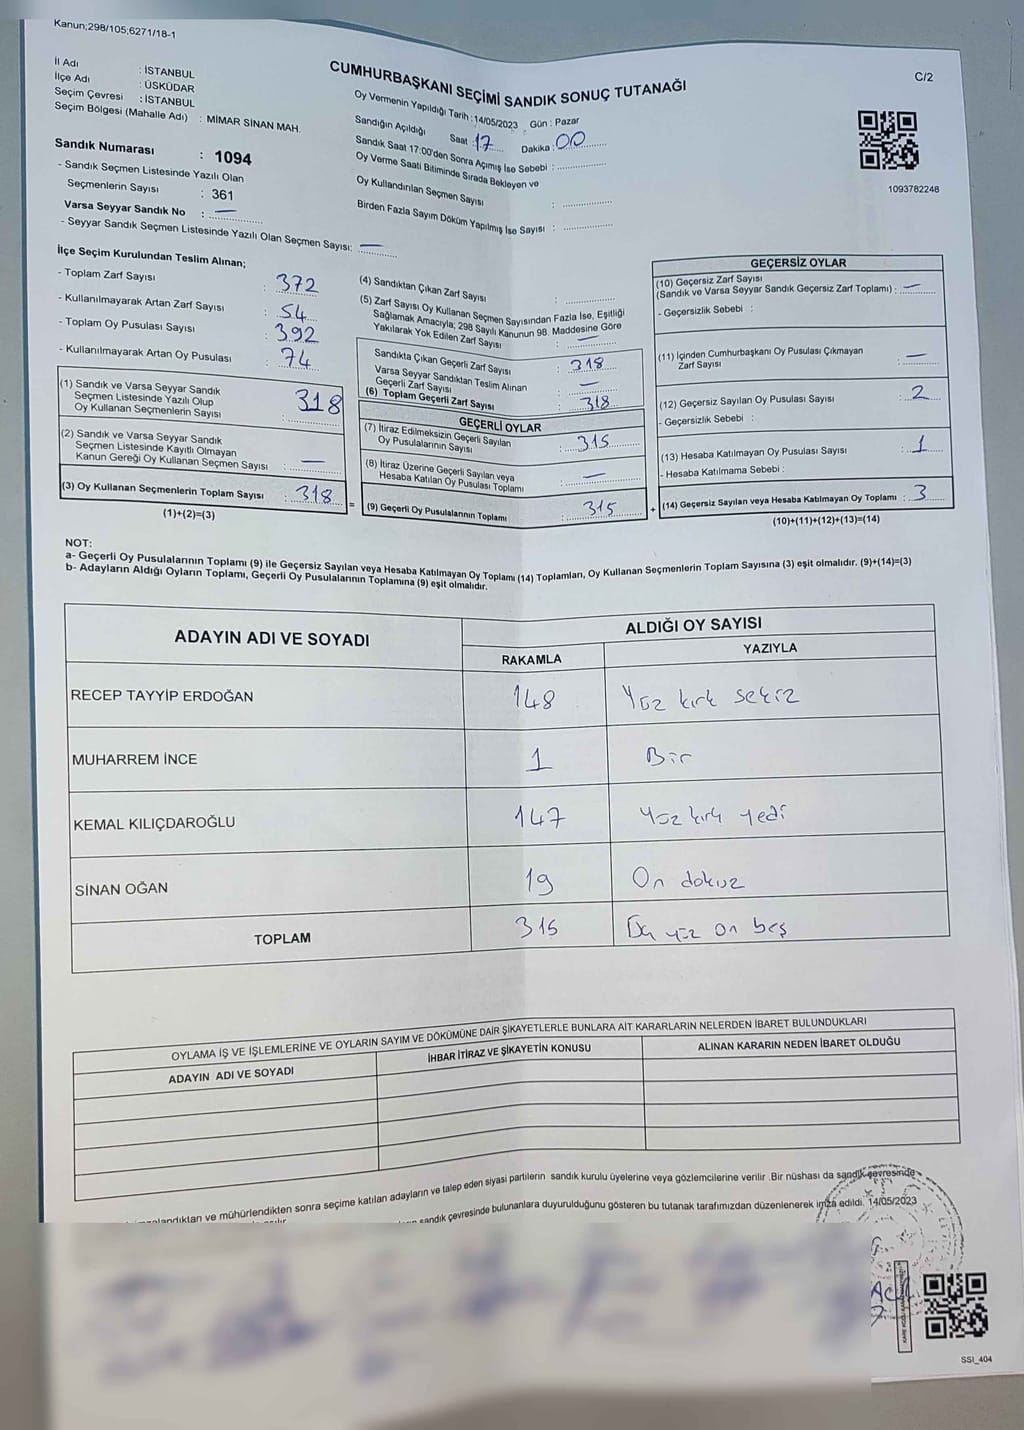 Kanun;298/105;6271/18-1
C/2
CUMHURBAŞKANI SEÇİMİ SANDIK SONUÇ TUTANAĞI
İl Adı : İSTANBUL
İlçe Adı : ÜSKÜDAR
Seçim Çevresi : İSTANBUL
Seçim Bölgesi (Mahalle Adı) : MİMAR SİNAN MAH.
Sandık Numarası : 1094
- Sandık Seçmen Listesinde Yazılı Olan
Seçmenlerin Sayısı : 361
Varsa Seyyar Sandık No : —
- Seyyar Sandık Seçmen Listesinde Yazılı Olan Seçmen Sayısı: —
Oy Vermenin Yapıldığı Tarih : 14/05/2023 Gün : Pazar
Sandığın Açıldığı Saat : 17 Dakika : 00
Sandık Saat 17:00'den Sonra Açılmış İse Sebebi :
Oy Verme Saati Bitiminde Sırada Bekleyen ve
Oy Kullandırılan Seçmen Sayısı :
Birden Fazla Sayım Döküm Yapılmış İse Sayısı :
1093782248
İlçe Seçim Kurulundan Teslim Alınan;
- Toplam Zarf Sayısı : 372
- Kullanılmayarak Artan Zarf Sayısı : 54
- Toplam Oy Pusulası Sayısı : 392
- Kullanılmayarak Artan Oy Pusulası : 74
(1) Sandık ve Varsa Seyyar Sandık
Seçmen Listesinde Yazılı Olup
Oy Kullanan Seçmenlerin Sayısı : 318
(2) Sandık ve Varsa Seyyar Sandık
Seçmen Listesinde Kayıtlı Olmayan
Kanun Gereği Oy Kullanan Seçmen Sayısı : —
(3) Oy Kullanan Seçmenlerin Toplam Sayısı : 318
(1)+(2)=(3)
(4) Sandıktan Çıkan Zarf Sayısı :
(5) Zarf Sayısı Oy Kullanan Seçmen Sayısından Fazla İse, Eşitliği
Sağlamak Amacıyla; 298 Sayılı Kanunun 98. Maddesine Göre
Yakılarak Yok Edilen Zarf Sayısı : —
Sandıkta Çıkan Geçerli Zarf Sayısı : 318
Varsa Seyyar Sandıktan Teslim Alınan
Geçerli Zarf Sayısı : —
(6) Toplam Geçerli Zarf Sayısı : 318
GEÇERLİ OYLAR
(7) İtiraz Edilmeksizin Geçerli Sayılan
Oy Pusulalarının Sayısı : 315
(8) İtiraz Üzerine Geçerli Sayılan veya
Hesaba Katılan Oy Pusulası Toplamı : —
(9) Geçerli Oy Pusulalarının Toplamı : 315
=
+
GEÇERSİZ OYLAR
(10) Geçersiz Zarf Sayısı
(Sandık ve Varsa Seyyar Sandık Geçersiz Zarf Toplamı) : —
- Geçersizlik Sebebi :
(11) İçinden Cumhurbaşkanı Oy Pusulası Çıkmayan
Zarf Sayısı : —
(12) Geçersiz Sayılan Oy Pusulası Sayısı : 2
- Geçersizlik Sebebi :
(13) Hesaba Katılmayan Oy Pusulası Sayısı : 1
- Hesaba Katılmama Sebebi :
(14) Geçersiz Sayılan veya Hesaba Katılmayan Oy Toplamı : 3
(10)+(11)+(12)+(13)=(14)
NOT:
a- Geçerli Oy Pusulalarının Toplamı (9) ile Geçersiz Sayılan veya Hesaba Katılmayan Oy Toplamı (14) Toplamları, Oy Kullanan Seçmenlerin Toplam Sayısına (3) eşit olmalıdır. (9)+(14)=(3)
b- Adayların Aldığı Oyların Toplamı, Geçerli Oy Pusulalarının Toplamına (9) eşit olmalıdır.
ADAYIN ADI VE SOYADI
ALDIĞI OY SAYISI
RAKAMLA YAZIYLA
RECEP TAYYİP ERDOĞAN 148 Yüz kırk sekiz
MUHARREM İNCE 1 Bir
KEMAL KILIÇDAROĞLU 147 Yüz kırk yedi
SİNAN OĞAN 19 On dokuz
TOPLAM 315 yüz on beş
OYLAMA İŞ VE İŞLEMLERİNE VE OYLARIN SAYIM VE DÖKÜMÜNE DAİR ŞİKAYETLERLE BUNLARA AİT KARARLARIN NELERDEN İBARET BULUNDUKLARI
ADAYIN ADI VE SOYADI İHBAR İTİRAZ VE ŞİKAYETİN KONUSU ALINAN KARARIN NEDEN İBARET OLDUĞU
ve mühürlendikten sonra seçime katılan adayların ve talep eden siyasi partilerin sandık kurulu üyelerine veya gözlemcilerine verilir. Bir nüshası da sandık çevresinde
sandık çevresinde bulunanlara duyurulduğunu gösteren bu tutanak tarafımızdan düzenlenerek imza edildi. 14/05/2023
SSI_404